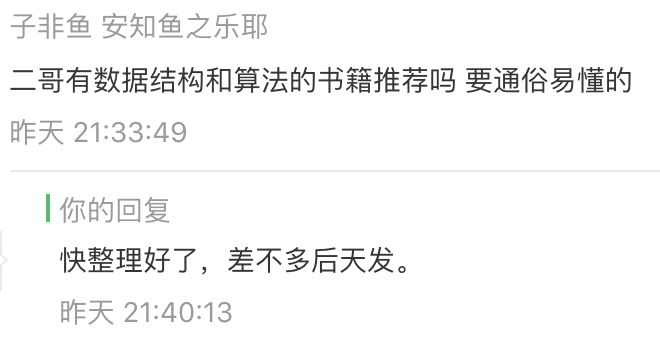 子非鱼 安知鱼之乐耶
二哥有数据结构和算法的书籍推荐吗 要通俗易懂的
昨天 21:33:49
你的回复
快整理好了，差不多后天发。
昨天 21:40:13